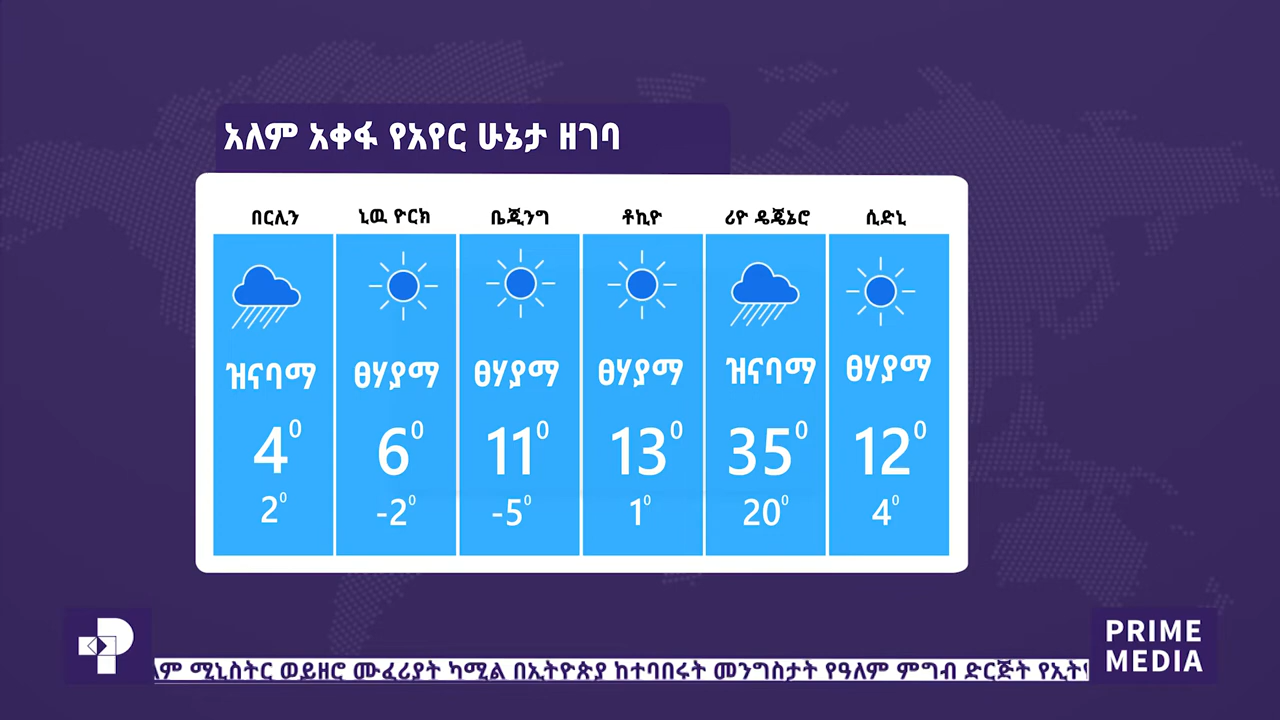 አለም አቀፋ የአየር ሁኔታ ዘገባ
በርሊን ኒዉ ዮርክ ቤጂንግ ቶኪዮ ሪዮ ዴጄኔሮ ሲድኒ
ዝናባማ ፀሃያማ ፀሃያማ ፀሃያማ ዝናባማ ፀሃያማ
4⁰ 6⁰ 11⁰ 13⁰ 35⁰ 12⁰
2⁰ -2⁰ -5⁰ 1⁰ 20⁰ 4⁰
PRIME
MEDIA
ሚኒስትር ወይዘሮ ሙፈሪያት ካሚል በኢትዮጵያ ከተባበሩት መንግስታት የዓለም ምግብ ድርጅት